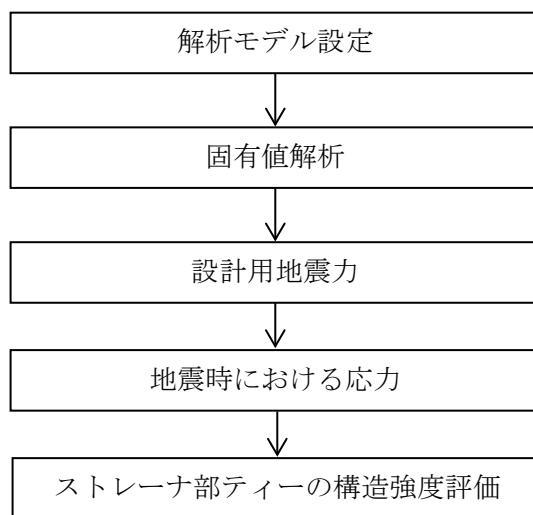 解析モデル設定
固有値解析
設計用地震力
地震時における応力
ストレーナ部ティーの構造強度評価